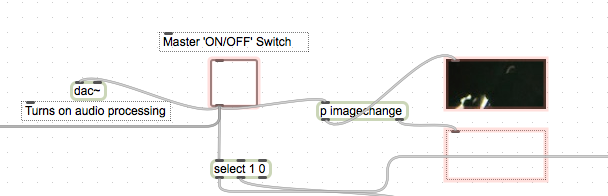 Master 'ON/OFF' Switch
dac~
Turns on audio processing
p imagechange
select 1 0